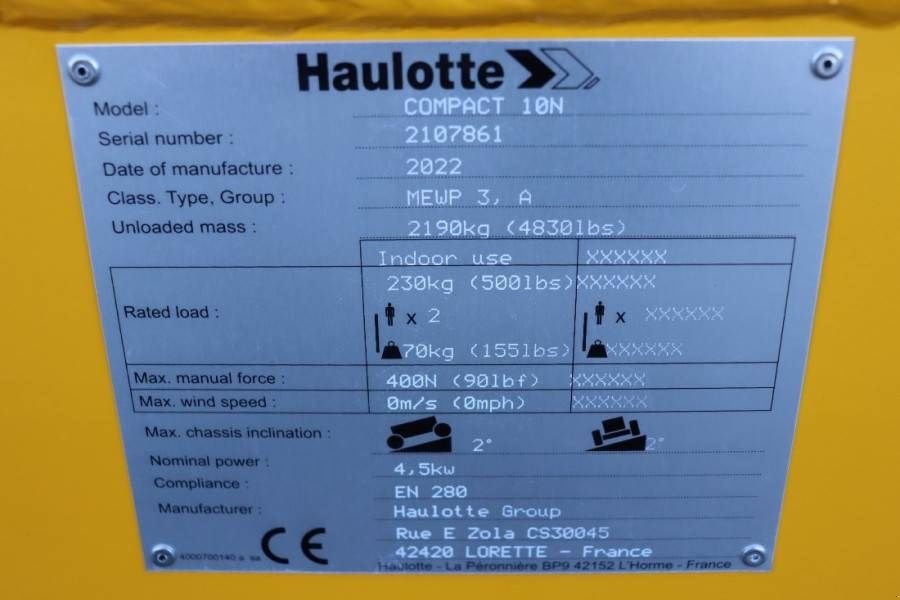 Haulotte
Model : COMPACT 10N
Serial number : 2107861
Date of manufacture : 2022
Class. Type, Group : MEWP 3, A
Unloaded mass : 2190kg (4830lbs)
Indoor use XXXXXX
230kg (500lbs) XXXXXX
Rated load : x 2 x XXXXXX
70kg (155lbs) XXXXXX
Max. manual force : 400N (90lbf) XXXXXX
Max. wind speed : 0m/s (0mph) XXXXXX
Max. chassis inclination : 2° 2°
Nominal power : 4,5kw
Compliance : EN 280
Manufacturer : Haulotte Group
Rue E Zola CS30045
42420 LORETTE - France
4000700140 CE
Haulotte - La Péronnière BP9 42152 L'Horme - France